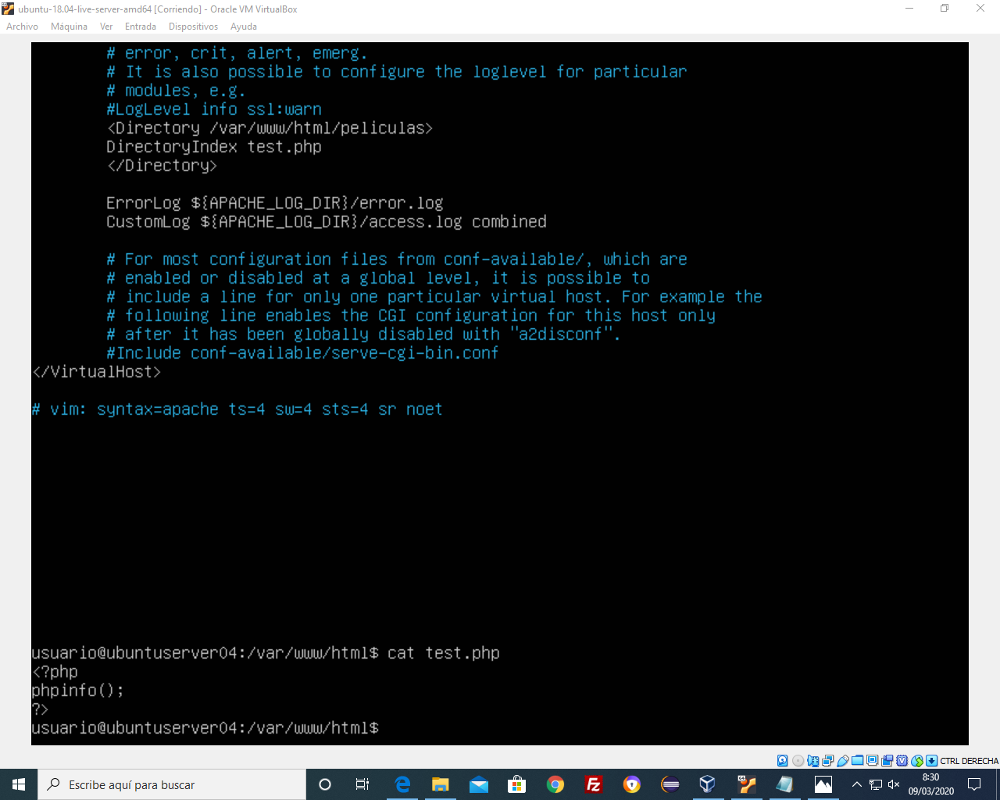 ubuntu-18.04-live-server-amd64 [Corriendo] - Oracle VM VirtualBox
Archivo Máquina Ver Entrada Dispositivos Ayuda
# error, crit, alert, emerg.
# It is also possible to configure the loglevel for particular
# modules, e.g.
#LogLevel info ssl:warn
<Directory /var/www/html/peliculas>
DirectoryIndex test.php
</Directory>
ErrorLog ${APACHE_LOG_DIR}/error.log
CustomLog ${APACHE_LOG_DIR}/access.log combined
# For most configuration files from conf-available/, which are
# enabled or disabled at a global level, it is possible to
# include a line for only one particular virtual host. For example the
# following line enables the CGI configuration for this host only
# after it has been globally disabled with "a2disconf".
#Include conf-available/serve-cgi-bin.conf
</VirtualHost>
# vim: syntax=apache ts=4 sw=4 sts=4 sr noet
usuario@ubuntuserver04:/var/www/html$ cat test.php
<?php
phpinfo();
?>
usuario@ubuntuserver04:/var/www/html$
CTRL DERECHA
Escribe aquí para buscar
8:30
09/03/2020